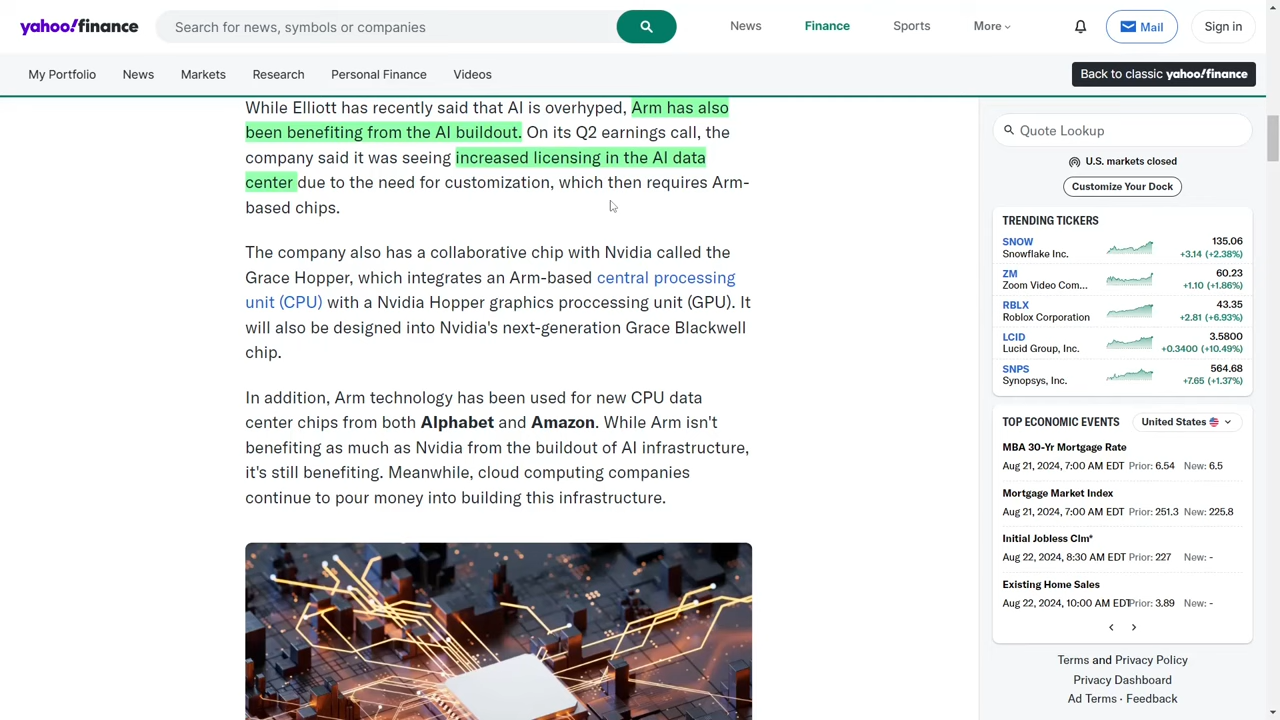 yahoo!finance
Search for news, symbols or companies
News
Finance
Sports
More
Mail
Sign in
My Portfolio
News
Markets
Research
Personal Finance
Videos
Back to classic yahoo!finance
While Elliott has recently said that AI is overhyped, Arm has also
been benefiting from the AI buildout. On its Q2 earnings call, the
company said it was seeing increased licensing in the AI data
center due to the need for customization, which then requires Arm-
based chips.
The company also has a collaborative chip with Nvidia called the
Grace Hopper, which integrates an Arm-based central processing
unit (CPU) with a Nvidia Hopper graphics proccessing unit (GPU). It
will also be designed into Nvidia's next-generation Grace Blackwell
chip.
In addition, Arm technology has been used for new CPU data
center chips from both Alphabet and Amazon. While Arm isn't
benefiting as much as Nvidia from the buildout of AI infrastructure,
it's still benefiting. Meanwhile, cloud computing companies
continue to pour money into building this infrastructure.
Quote Lookup
U.S. markets closed
Customize Your Dock
TRENDING TICKERS
SNOW 135.06
Snowflake Inc. +3.14 (+2.38%)
ZM 60.23
Zoom Video Com... +1.10 (+1.86%)
RBLX 43.35
Roblox Corporation +2.81 (+6.93%)
LCID 3.5800
Lucid Group, Inc. +0.3400 (+10.49%)
SNPS 564.68
Synopsys, Inc. +7.65 (+1.37%)
TOP ECONOMIC EVENTS United States
MBA 30-Yr Mortgage Rate
Aug 21, 2024, 7:00 AM EDT Prior: 6.54 New: 6.5
Mortgage Market Index
Aug 21, 2024, 7:00 AM EDT Prior: 251.3 New: 225.8
Initial Jobless Clm*
Aug 22, 2024, 8:30 AM EDT Prior: 227 New: -
Existing Home Sales
Aug 22, 2024, 10:00 AM EDT Prior: 3.89 New: -
Terms and Privacy Policy
Privacy Dashboard
Ad Terms · Feedback